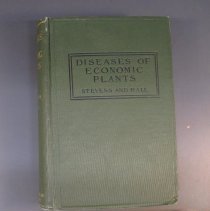 DISEASES OF
ECONOMIC
PLANTS
STEVENS AND HALL